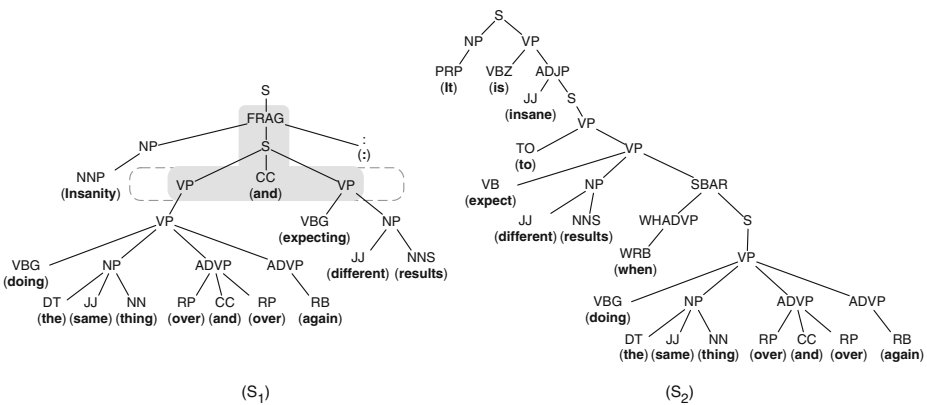 S
NP VP
PRP VBZ ADJP
(It) (is) JJ S
(insane)
VP
TO VP
(to)
VB NP SBAR
(expect)
JJ NNS WHADVP S
(different) (results)
WRB VP
(when)
VBG NP ADVP ADVP
(doing)
DT JJ NN RP CC RP RB
(the) (same) (thing) (over) (and) (over) (again)
(S2)
S
FRAG
NP S :
(:)
NNP VP CC VP
(Insanity) (and)
VP VBG NP
(expecting)
VBG NP ADVP ADVP JJ NNS
(doing) (different) (results)
DT JJ NN RP CC RP RB
(the) (same) (thing) (over) (and) (over) (again)
(S1)